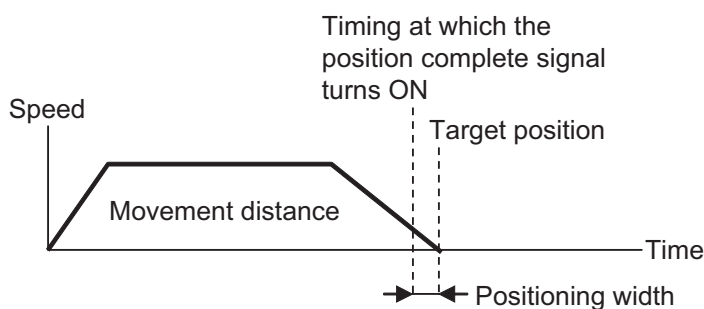 Timing at which the
position complete signal
turns ON
Speed
Target position
Movement distance
Time
Positioning width